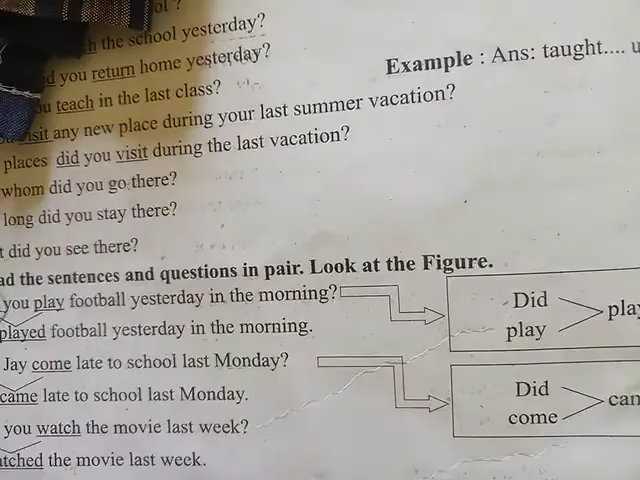 ol ?
h the school yesterday?
d you return home yesterday?
Example : Ans: taught.... u
ou teach in the last class?
visit any new place during your last summer vacation?
places did you visit during the last vacation?
whom did you go there?
long did you stay there?
t did you see there?
ad the sentences and questions in pair. Look at the Figure.
you play football yesterday in the morning?
played football yesterday in the morning.
Did
play
play
Jay come late to school last Monday?
came late to school last Monday.
Did
come
cam
you watch the movie last week?
atched the movie last week.